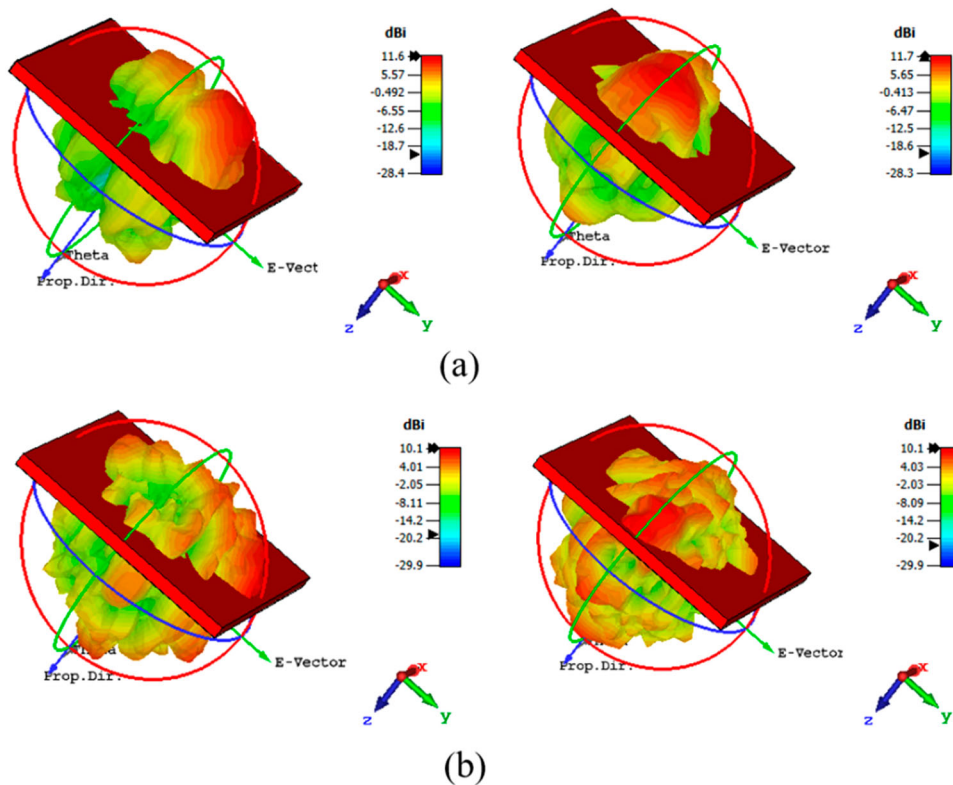 dBi
11.6
5.57
-0.492
-6.55
-12.6
-18.7
-28.4
Theta
Prop.Dir.
E-Vect
x
y
z
dBi
11.7
5.65
-0.413
-6.47
-12.5
-18.6
-28.3
Prop.Dir.
E-Vector
x
y
z
(a)
dBi
10.1
4.01
-2.05
-8.11
-14.2
-20.2
-29.9
Prop.Dir.
E-Vector
x
y
z
dBi
10.1
4.03
-2.03
-8.09
-14.2
-20.2
-29.9
Prop.Dir.
E-Vector
x
y
z
(b)